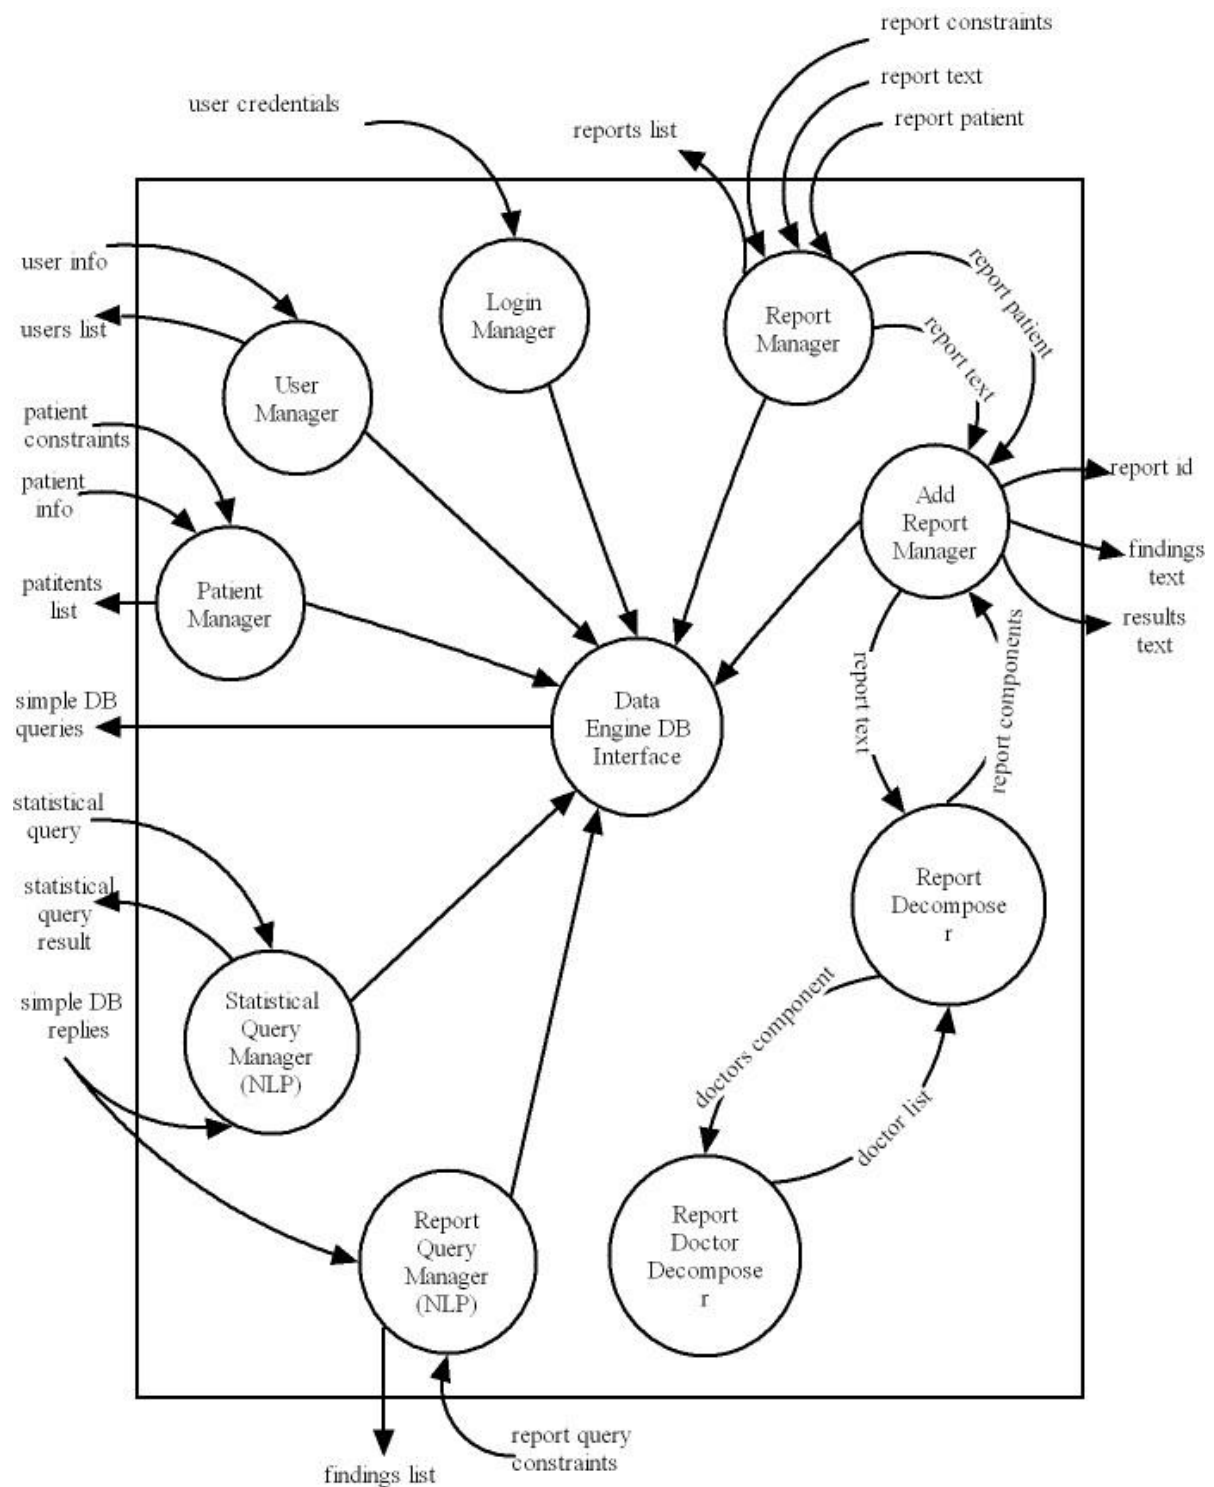 report constraints
report text
report patient
user credentials
reports list
user info
users list
Login
Manager
Report
Manager
report patient
report text
User
Manager
patient
constraints
patient
info
patitents
list
Patient
Manager
Add
Report
Manager
report id
findings
text
results
text
simple DB
queries
Data
Engine DB
Interface
report text
report components
statistical
query
statistical
query
result
Report
Decompose
r
simple DB
replies
Statistical
Query
Manager
(NLP)
doctors component
doctor list
Report
Query
Manager
(NLP)
Report
Doctor
Decompose
r
report query
constraints
findings list